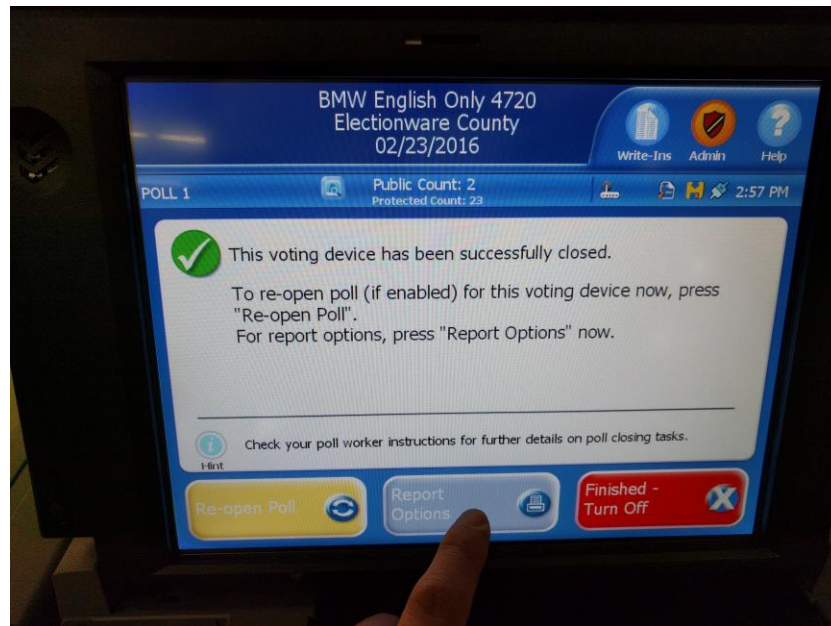 BMW English Only 4720
Electionware County
02/23/2016
Write-Ins
Admin
Help
POLL 1
Public Count: 2
Protected Count: 23
2:57 PM
This voting device has been successfully closed.
To re-open poll (if enabled) for this voting device now, press
"Re-open Poll".
For report options, press "Report Options" now.
Hint
Check your poll worker instructions for further details on poll closing tasks.
Re-open Poll
Report
Options
Finished -
Turn Off